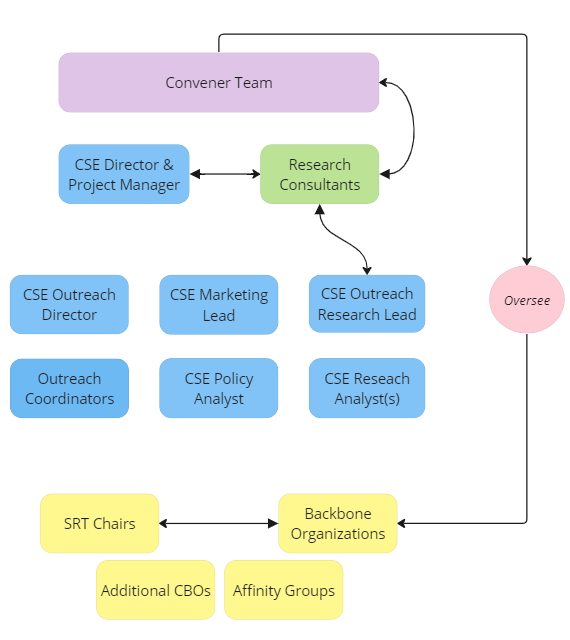 Convener Team
CSE Director &
Project Manager
Research
Consultants
CSE Outreach
Director
CSE Marketing
Lead
CSE Outreach
Research Lead
Oversee
Outreach
Coordinators
CSE Policy
Analyst
CSE Reseach
Analyst(s)
SRT Chairs
Backbone
Organizations
Additional CBOs
Affinity Groups